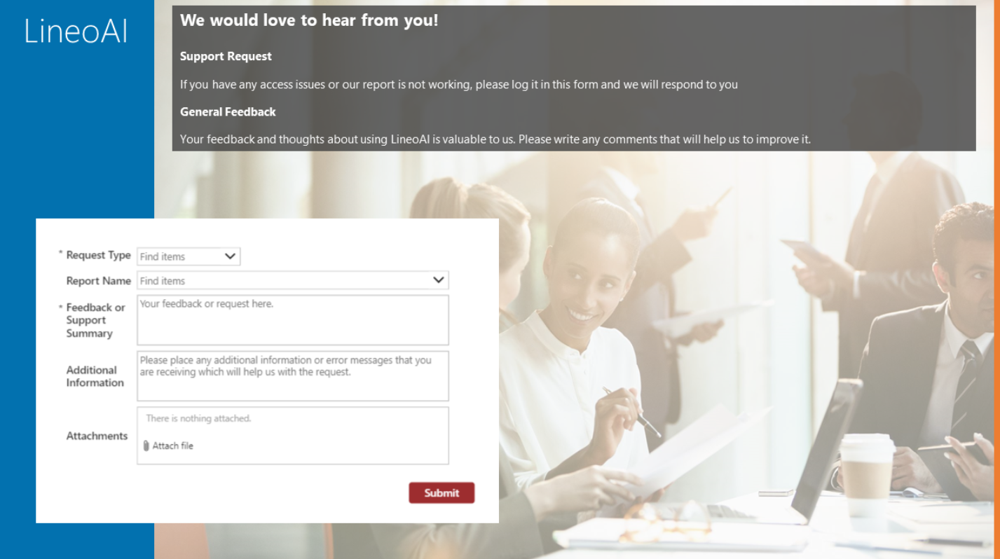 LineoAI
We would love to hear from you!
Support Request
If you have any access issues or our report is not working, please log it in this form and we will respond to you
General Feedback
Your feedback and thoughts about using LineoAI is valuable to us. Please write any comments that will help us to improve it.
* Request Type
Find items
Report Name
Find items
* Feedback or
Support
Summary
Your feedback or request here.
Additional
Information
Please place any additional information or error messages that you
are receiving which will help us with the request.
Attachments
There is nothing attached.
Attach file
Submit